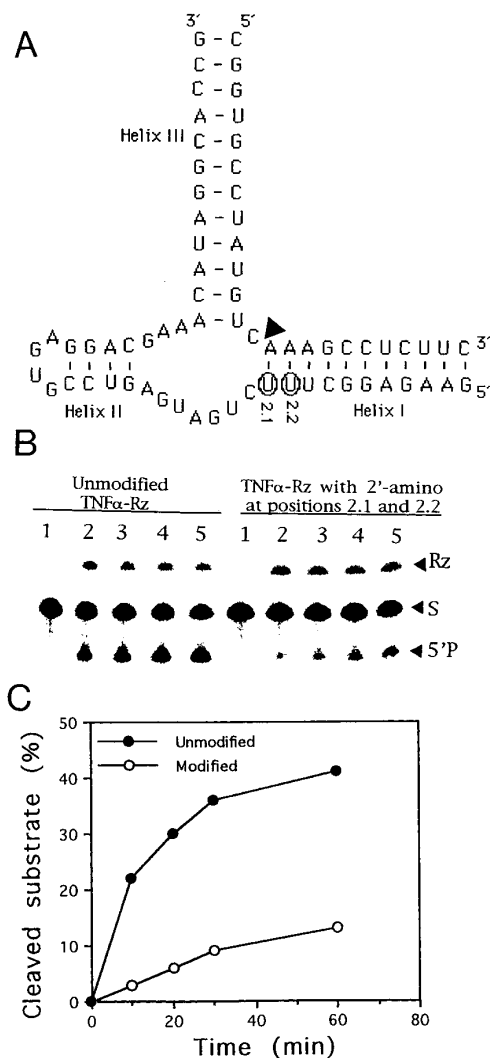 A
3´ 5´
G - C
C - G
C - G
A - U
Helix III C - G
G - C
G - C
A - U
U - A
A - U
C - G
G A G G A C G A A A - U C A A A G C C U C U U C 3´
U G C C U G A G U A G U C U U U C G G A G A A G 5´
Helix II 2.1 2.2 Helix I
B
Unmodified TNFα-Rz with 2'-amino
TNFα-Rz at positions 2.1 and 2.2
1 2 3 4 5 1 2 3 4 5
Rz
S
5'P
C
Cleaved substrate (%)
50
40
30
20
10
0
Unmodified
Modified
0 20 40 60 80
Time (min)